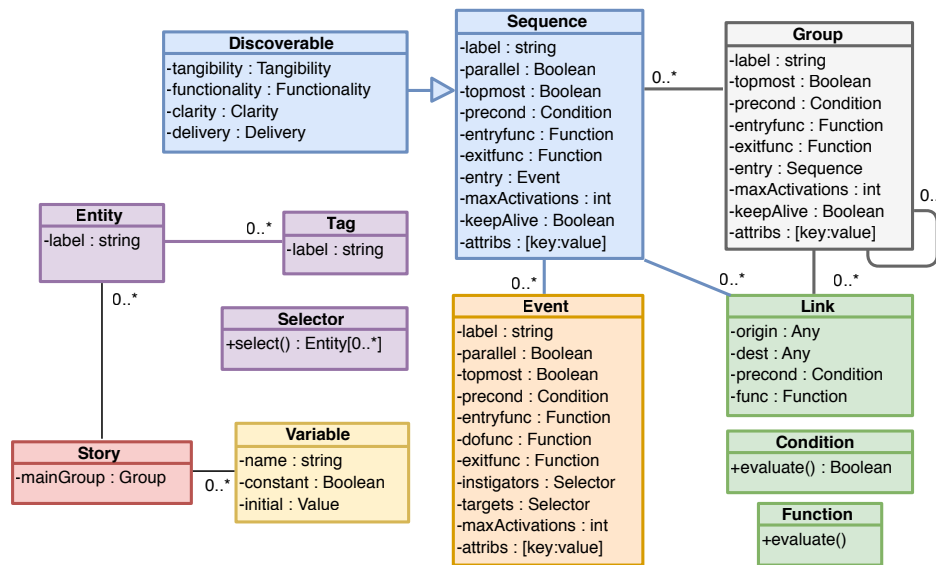 Discoverable
-tangibility : Tangibility
-functionality : Functionality
-clarity : Clarity
-delivery : Delivery
Sequence
-label : string
-parallel : Boolean
-topmost : Boolean
-precond : Condition
-entryfunc : Function
-exitfunc : Function
-entry : Event
-maxActivations : int
-keepAlive : Boolean
-attribs : [key:value]
0..*
Group
-label : string
-topmost : Boolean
-precond : Condition
-entryfunc : Function
-exitfunc : Function
-entry : Sequence
-maxActivations : int
-keepAlive : Boolean
-attribs : [key:value]
0..
Entity
-label : string
0..*
Tag
-label : string
0..*
Selector
+select() : Entity[0..*]
0..*
Event
-label : string
-parallel : Boolean
-topmost : Boolean
-precond : Condition
-entryfunc : Function
-dofunc : Function
-exitfunc : Function
-instigators : Selector
-targets : Selector
-maxActivations : int
-attribs : [key:value]
0..*
0..*
Link
-origin : Any
-dest : Any
-precond : Condition
-func : Function
Story
-mainGroup : Group
0..*
Variable
-name : string
-constant : Boolean
-initial : Value
Condition
+evaluate() : Boolean
Function
+evaluate()